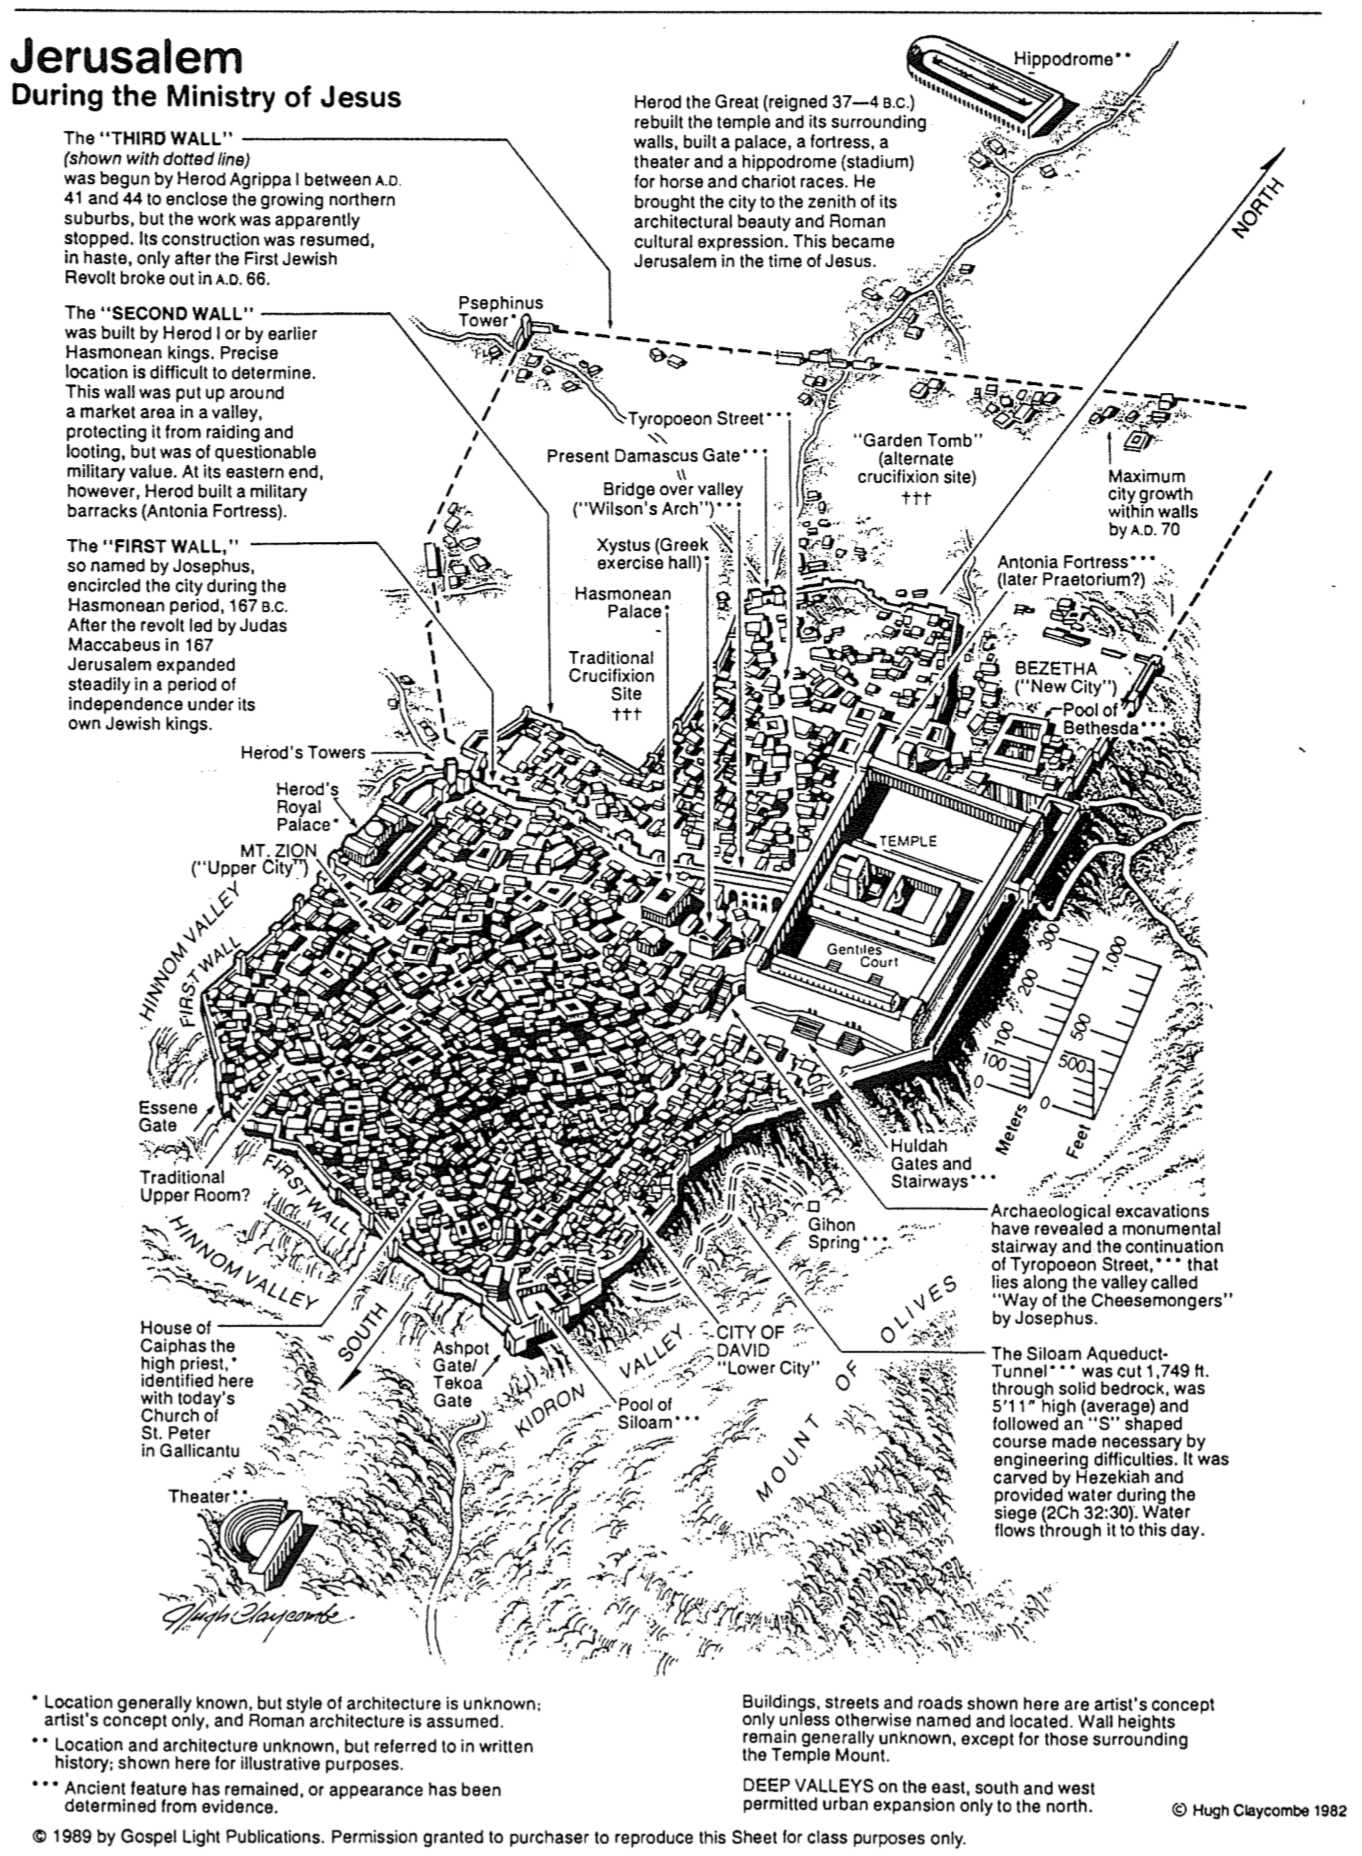 Jerusalem
During the Ministry of Jesus
The "THIRD WALL"
(shown with dotted line)
was begun by Herod Agrippa I between A.D.
41 and 44 to enclose the growing northern
suburbs, but the work was apparently
stopped. Its construction was resumed,
in haste, only after the First Jewish
Revolt broke out in A.D. 66.
The "SECOND WALL"
was built by Herod I or by earlier
Hasmonean kings. Precise
location is difficult to determine.
This wall was put up around
a market area in a valley,
protecting it from raiding and
looting, but was of questionable
military value. At its eastern end,
however, Herod built a military
barracks (Antonia Fortress).
The "FIRST WALL,"
so named by Josephus,
encircled the city during the
Hasmonean period, 167 B.C.
After the revolt led by Judas
Maccabeus in 167
Jerusalem expanded
steadily in a period of
independence under its
own Jewish kings.
Herod the Great (reigned 37—4 B.C.)
rebuilt the temple and its surrounding
walls, built a palace, a fortress, a
theater and a hippodrome (stadium)
for horse and chariot races. He
brought the city to the zenith of its
architectural beauty and Roman
cultural expression. This became
Jerusalem in the time of Jesus.
Hippodrome**
NORTH
Psephinus
Tower*
Tyropoeon Street***
Present Damascus Gate***
Bridge over valley
("Wilson's Arch")***
Xystus (Greek
exercise hall)*
Hasmonean
Palace*
Traditional
Crucifixion
Site
†††
"Garden Tomb"
(alternate
crucifixion site)
†††
Maximum
city growth
within walls
by A.D. 70
Antonia Fortress***
(later Praetorium?)
BEZETHA
("New City")
Pool of
Bethesda***
Herod's Towers
Herod's
Royal
Palace*
MT. ZION
("Upper City")
HINNOM VALLEY
FIRST WALL
TEMPLE
Gentiles
Court
300
200
100
100
0
Meters
1,000
500
500
0
Feet
Essene
Gate
Traditional
Upper Room?
FIRST WALL
HINNOM VALLEY
House of
Caiphas the
high priest,*
identified here
with today's
Church of
St. Peter
in Gallicantu
SOUTH
Ashpot
Gate/
Tekoa
Gate
KIDRON VALLEY
Pool of
Siloam***
CITY OF
DAVID
"Lower City"
MOUNT OF OLIVES
Gihon
Spring***
Huldah
Gates and
Stairways***
Archaeological excavations
have revealed a monumental
stairway and the continuation
of Tyropoeon Street,*** that
lies along the valley called
"Way of the Cheesemongers"
by Josephus.
The Siloam Aqueduct-
Tunnel*** was cut 1,749 ft.
through solid bedrock, was
5'11" high (average) and
followed an "S" shaped
course made necessary by
engineering difficulties. It was
carved by Hezekiah and
provided water during the
siege (2Ch 32:30). Water
flows through it to this day.
Theater**
Hugh Claycombe
* Location generally known, but style of architecture is unknown;
artist's concept only, and Roman architecture is assumed.
** Location and architecture unknown, but referred to in written
history; shown here for illustrative purposes.
*** Ancient feature has remained, or appearance has been
determined from evidence.
Buildings, streets and roads shown here are artist's concept
only unless otherwise named and located. Wall heights
remain generally unknown, except for those surrounding
the Temple Mount.
DEEP VALLEYS on the east, south and west
permitted urban expansion only to the north.
© Hugh Claycombe 1982
© 1989 by Gospel Light Publications. Permission granted to purchaser to reproduce this Sheet for class purposes only.